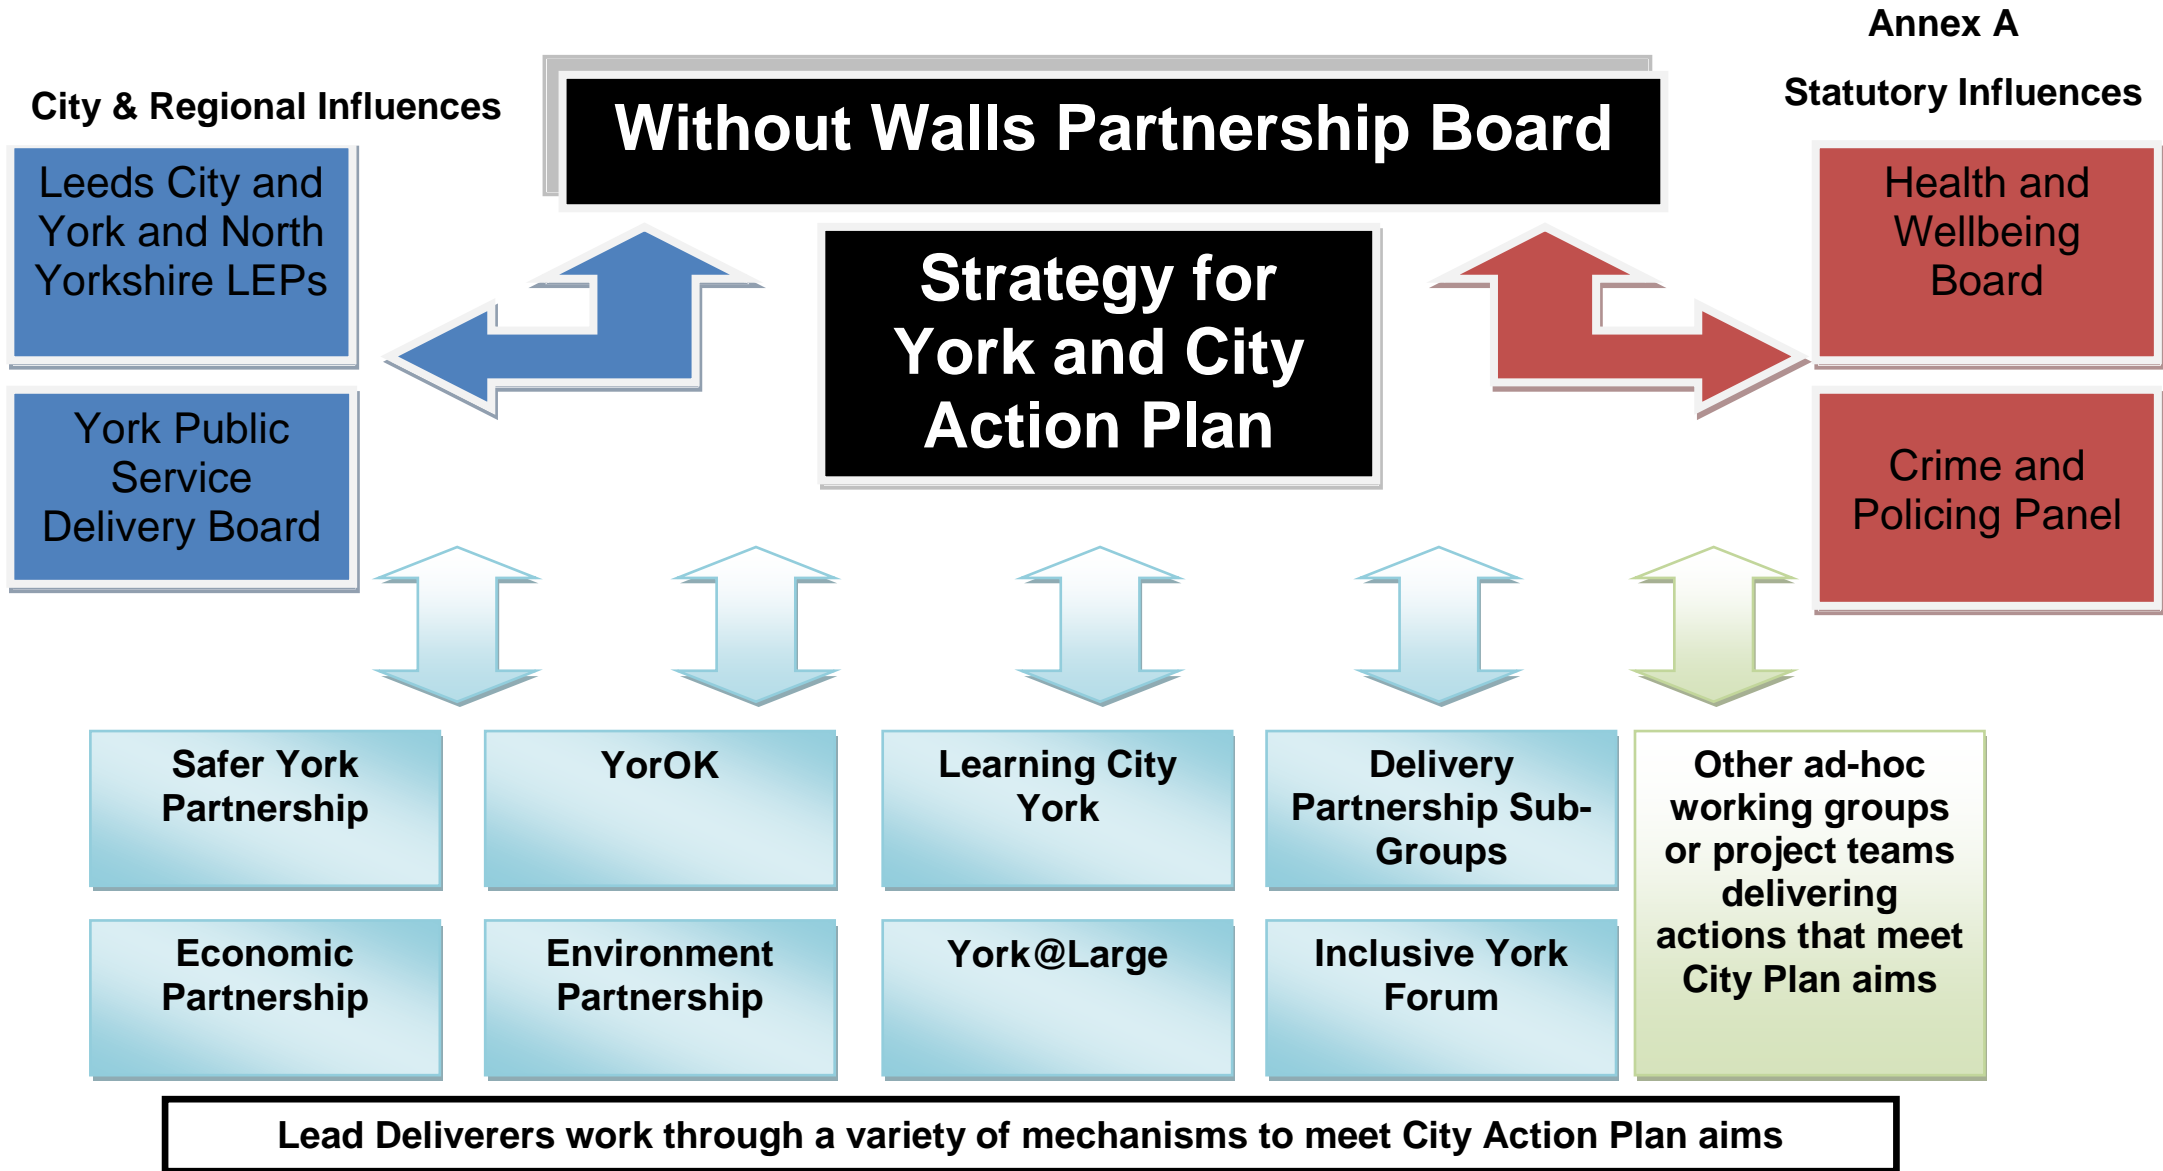 Annex A
City & Regional Influences
Statutory Influences
Without Walls Partnership Board
Leeds City and
York and North
Yorkshire LEPs
Health and
Wellbeing
Board
Strategy for
York and City
Action Plan
York Public
Service
Delivery Board
Crime and
Policing Panel
Safer York
Partnership
YorOK
Learning City
York
Delivery
Partnership Sub-
Groups
Other ad-hoc
working groups
or project teams
delivering
actions that meet
City Plan aims
Economic
Partnership
Environment
Partnership
York@Large
Inclusive York
Forum
Lead Deliverers work through a variety of mechanisms to meet City Action Plan aims